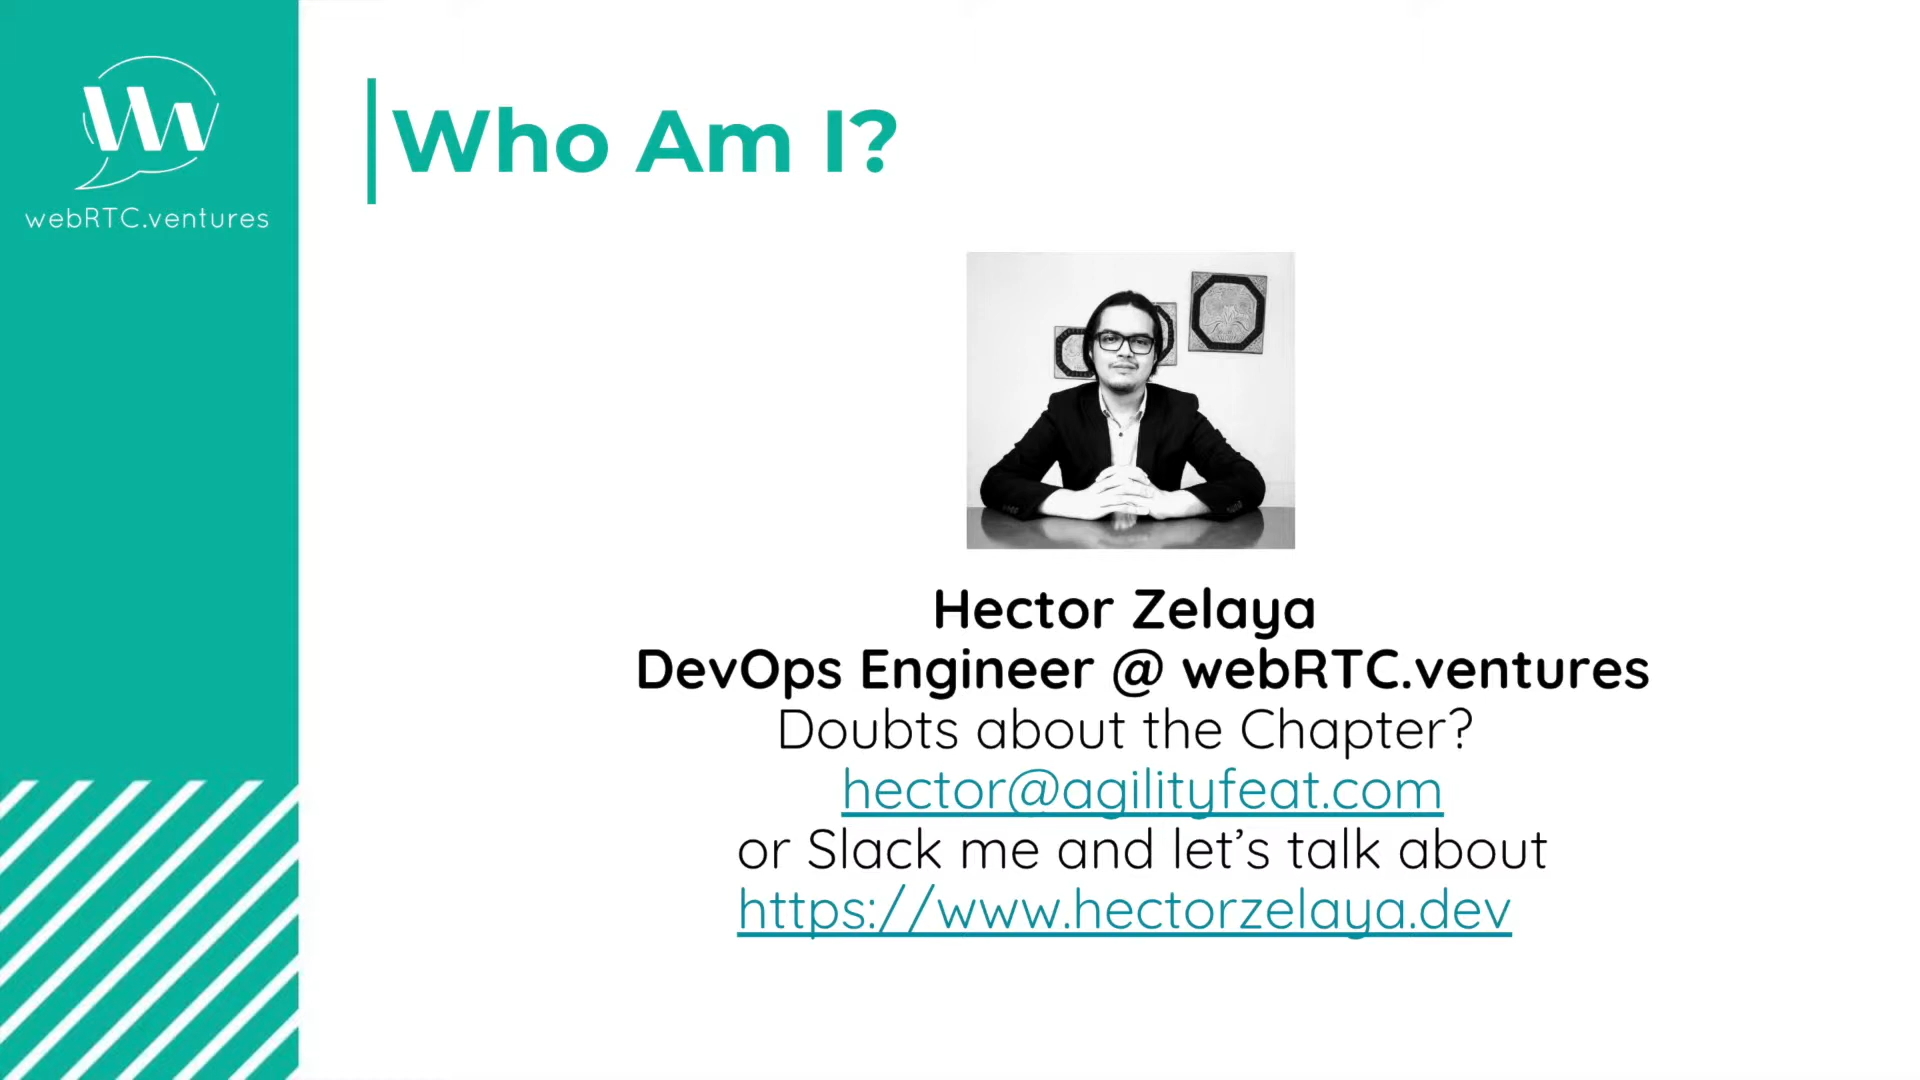 webRTC.ventures
Who Am I?
Hector Zelaya
DevOps Engineer @ webRTC.ventures
Doubts about the Chapter?
hector@agilityfeat.com
or Slack me and let’s talk about
https://www.hectorzelaya.dev